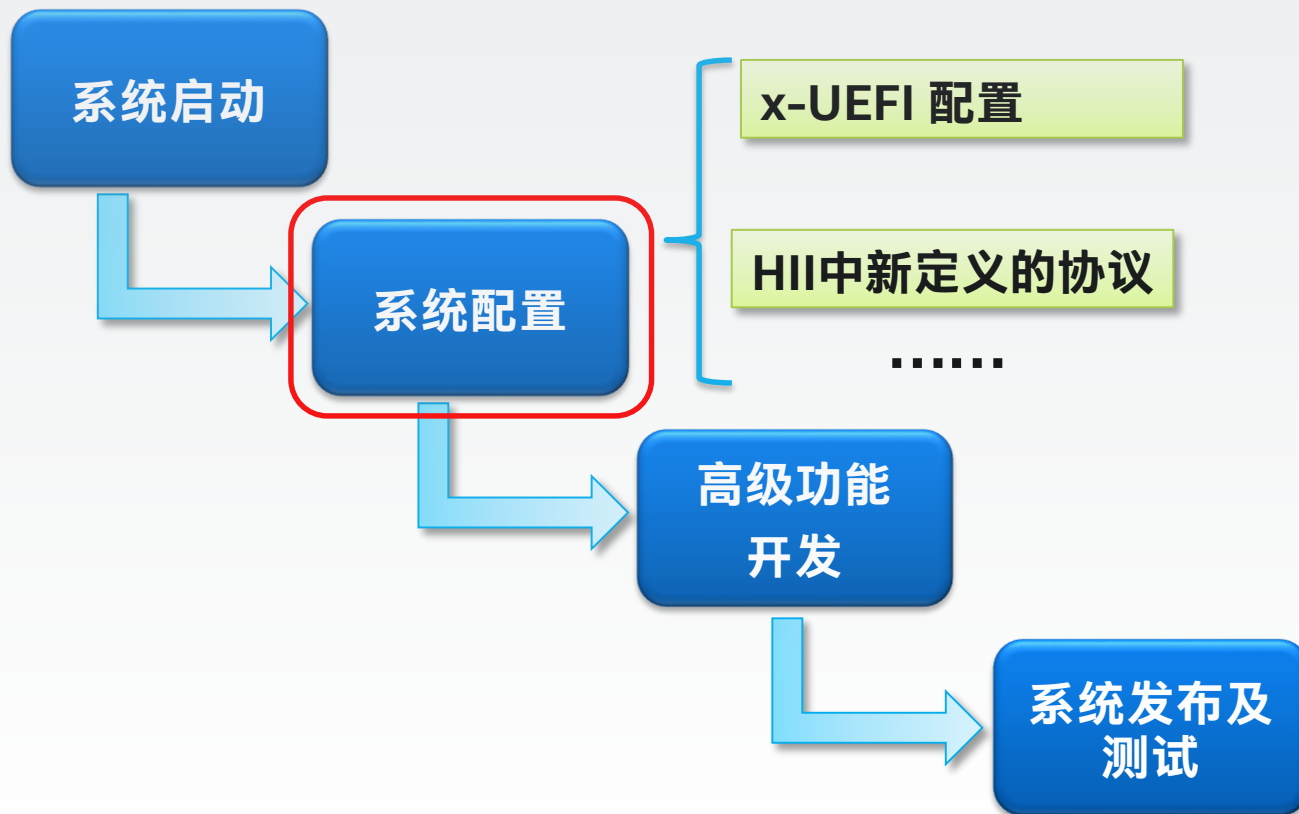 系统启动
x-UEFI 配置
HII中新定义的协议
系统配置
......
高级功能
开发
系统发布及
测试